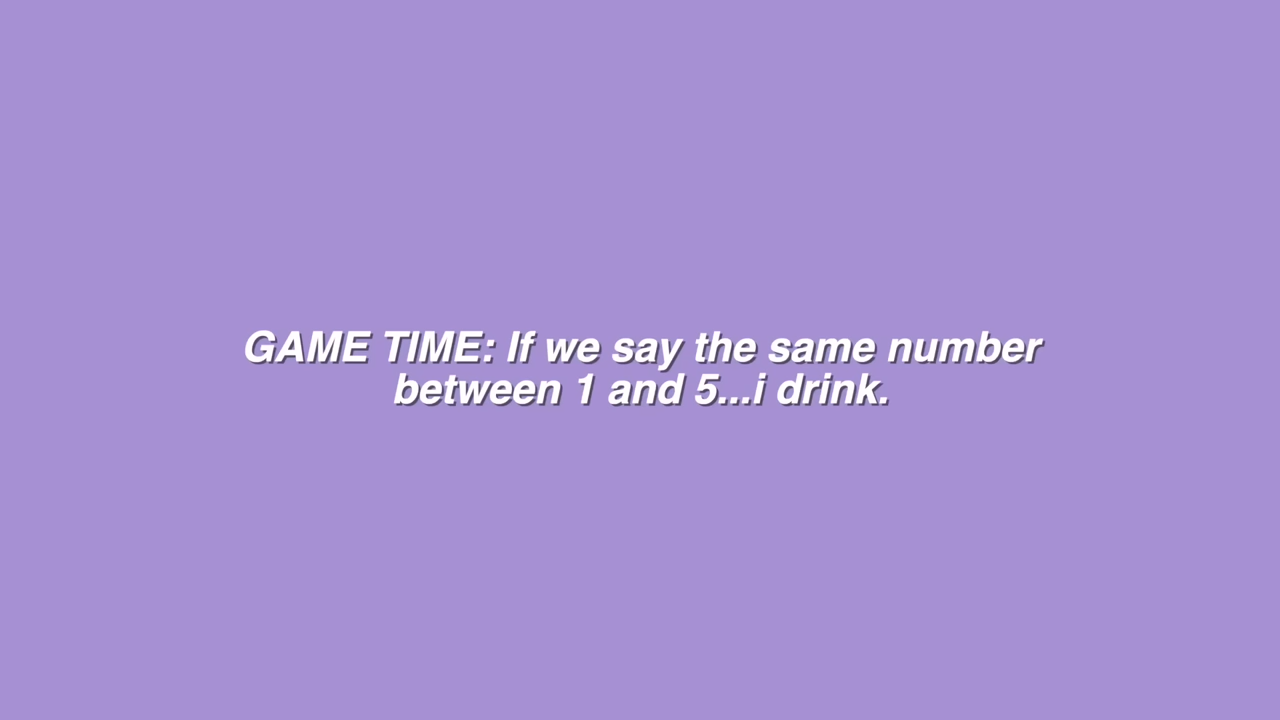 GAME TIME: If we say the same number
between 1 and 5...i drink.